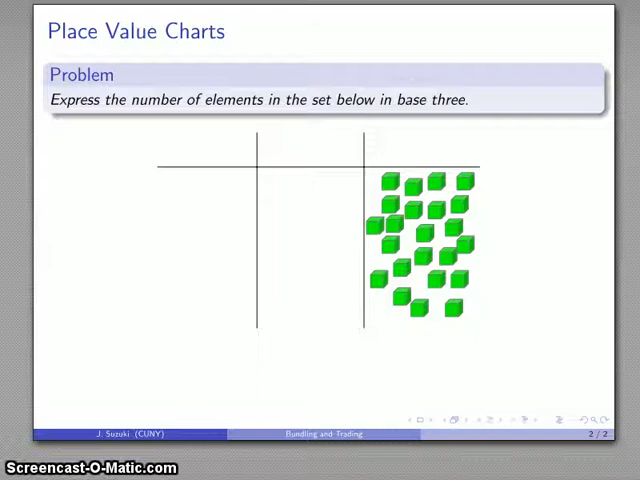 Place Value Charts
Problem
Express the number of elements in the set below in base three.
J. Suzuki (CUNY)
Bundling and Trading
2 / 2
Screencast-O-Matic.com